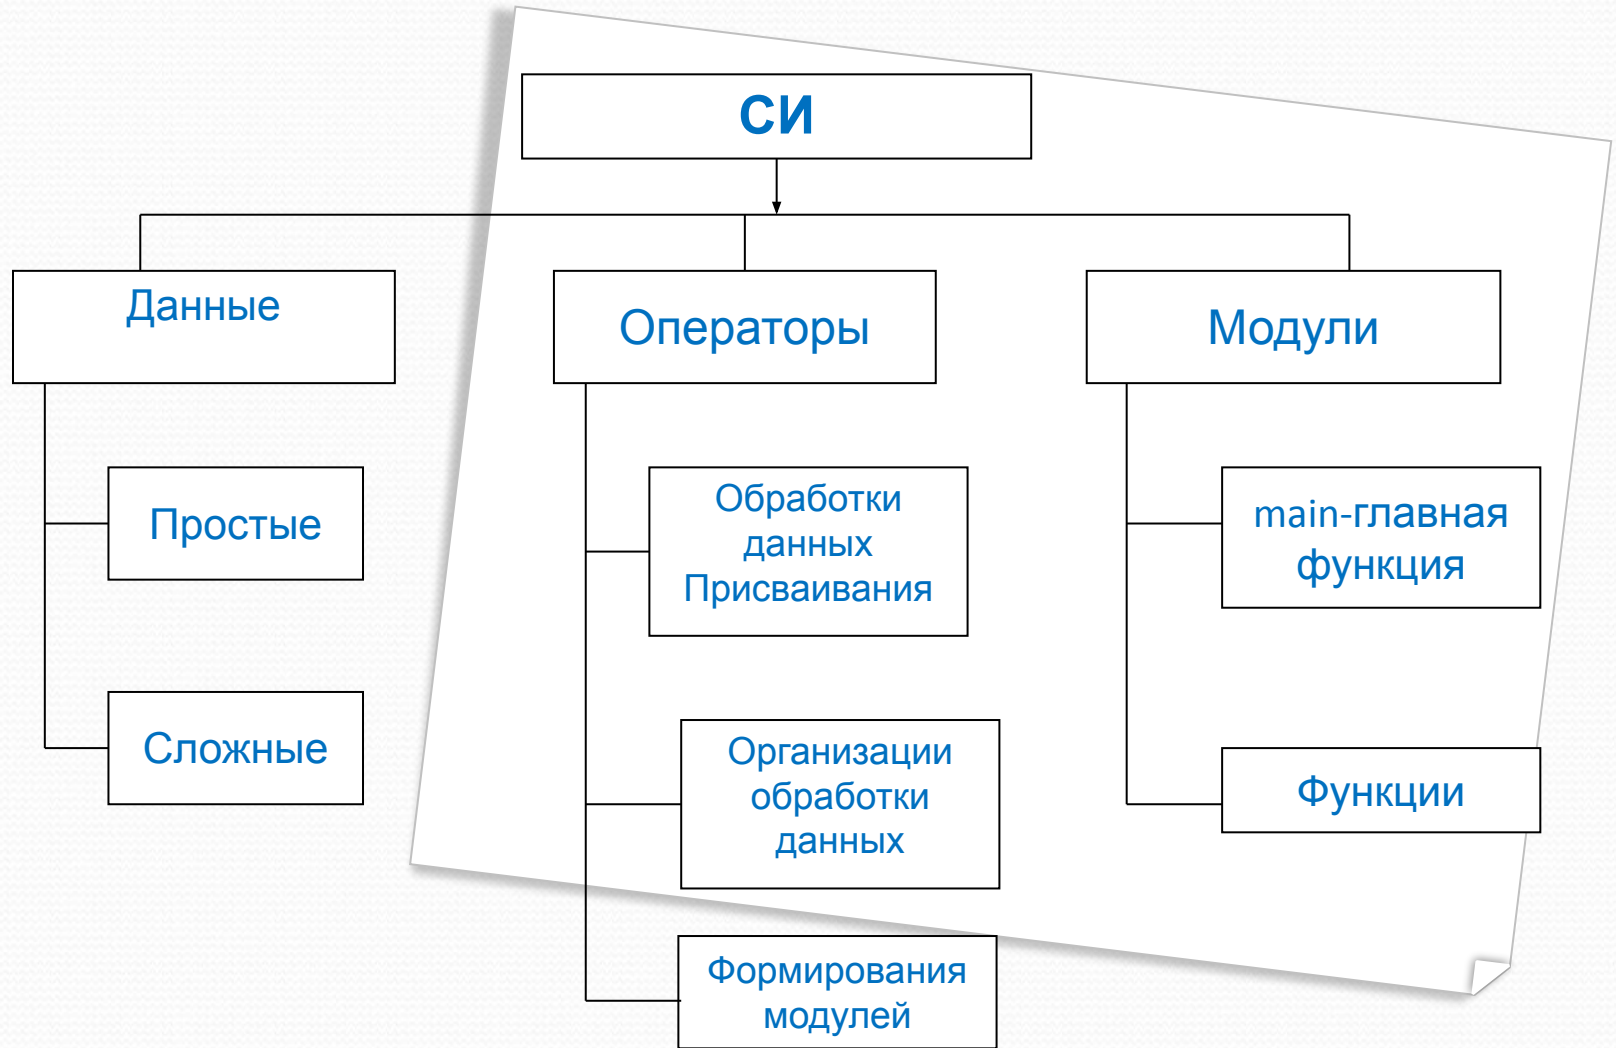 СИ
Данные
Операторы
Модули
Простые
Сложные
Обработки
данных
Присваивания
Организации
обработки
данных
Формирования
модулей
main-главная
функция
Функции